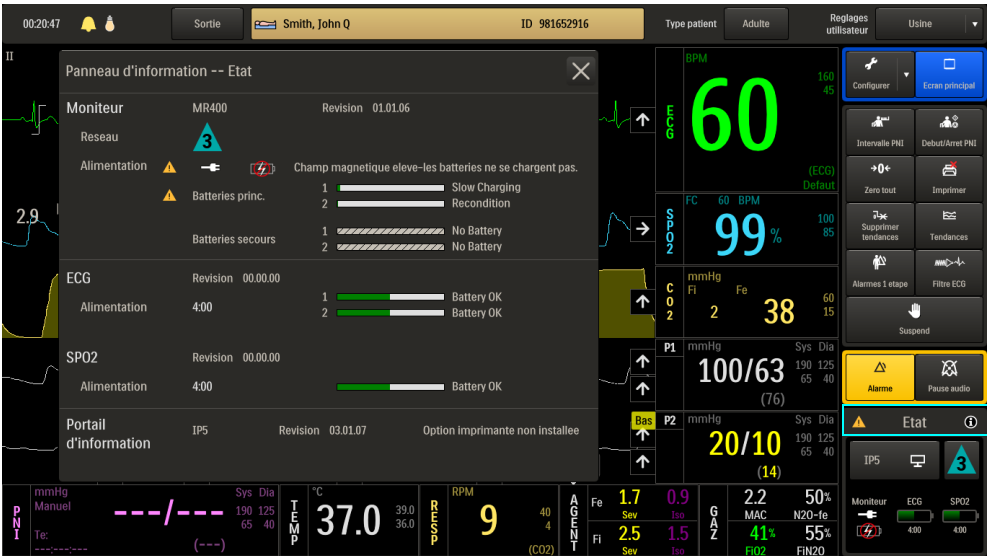 00:20:47
Sortie
Smith, John Q
ID 981652916
Type patient
Adulte
Reglages utilisateur
Usine
II
2.9
Panneau d'information -- Etat
Moniteur MR400 Revision 01.01.06
Reseau 3
Alimentation Champ magnetique eleve-les batteries ne se chargent pas.
Batteries princ. 1 Slow Charging
2 Recondition
Batteries secours 1 No Battery
2 No Battery
ECG Revision 00.00.00
Alimentation 4:00 1 Battery OK
2 Battery OK
SPO2 Revision 00.00.00
Alimentation 4:00 Battery OK
Portail d'information IP5 Revision 03.01.07 Option imprimante non installee
ECG
BPM
60
160
45
(ECG)
Defaut
SPO2
FC 60 BPM
99%
100
85
CO2
mmHg
Fi Fe
2 38
60
15
P1 mmHg Sys Dia
100/63
190 125
65 40
(76)
Bas
P2 mmHg Sys Dia
20/10
190 125
65 40
(14)
Configurer
Ecran principal
Intervalle PNI
Debut/Arret PNI
→0←
Zero tout
Imprimer
Supprimer tendances
Tendances
Alarmes 1 etape
Filtre ECG
Suspend
Alarme
Pause audio
Etat
IP5
3
Moniteur ECG SPO2
4:00 4:00
PNI
mmHg Sys Dia
Manuel 190 125
65 40
---/---
Te:
---:---:---
(---)
TEMP
°C
37.0
39.0
36.0
RESP
RPM
9
40
4
(CO2)
AGENT
Fe 1.7 0.9
Sev Iso
Fi 2.5 1.5
Sev Iso
GAZ
2.2 50%
MAC N20-fe
41% 55%
FiO2 FiN20